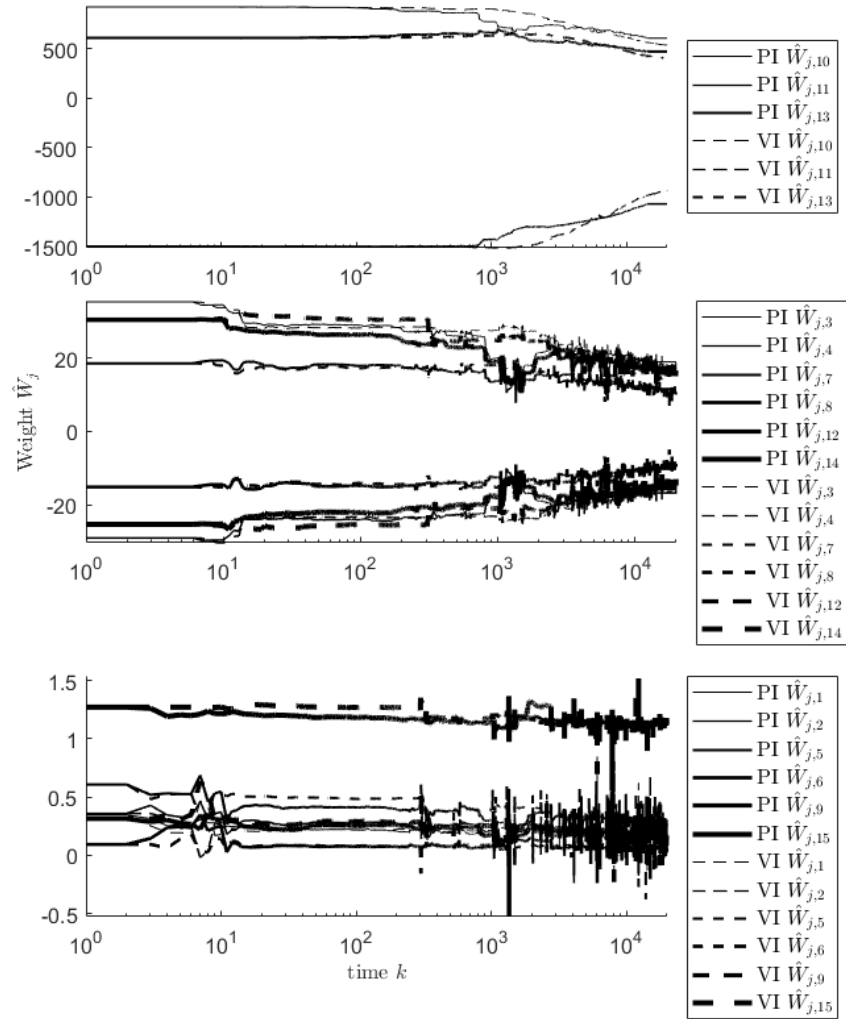 500
0
-500
-1000
-1500
10^0
10^1
10^2
10^3
10^4
PI Ŵ_{j,10}
PI Ŵ_{j,11}
PI Ŵ_{j,13}
VI Ŵ_{j,10}
VI Ŵ_{j,11}
VI Ŵ_{j,13}
Weight Ŵ_j
20
0
-20
10^0
10^1
10^2
10^3
10^4
PI Ŵ_{j,3}
PI Ŵ_{j,4}
PI Ŵ_{j,7}
PI Ŵ_{j,8}
PI Ŵ_{j,12}
PI Ŵ_{j,14}
VI Ŵ_{j,3}
VI Ŵ_{j,4}
VI Ŵ_{j,7}
VI Ŵ_{j,8}
VI Ŵ_{j,12}
VI Ŵ_{j,14}
1.5
1
0.5
0
-0.5
10^0
10^1
10^2
10^3
10^4
time k
PI Ŵ_{j,1}
PI Ŵ_{j,2}
PI Ŵ_{j,5}
PI Ŵ_{j,6}
PI Ŵ_{j,9}
PI Ŵ_{j,15}
VI Ŵ_{j,1}
VI Ŵ_{j,2}
VI Ŵ_{j,5}
VI Ŵ_{j,6}
VI Ŵ_{j,9}
VI Ŵ_{j,15}